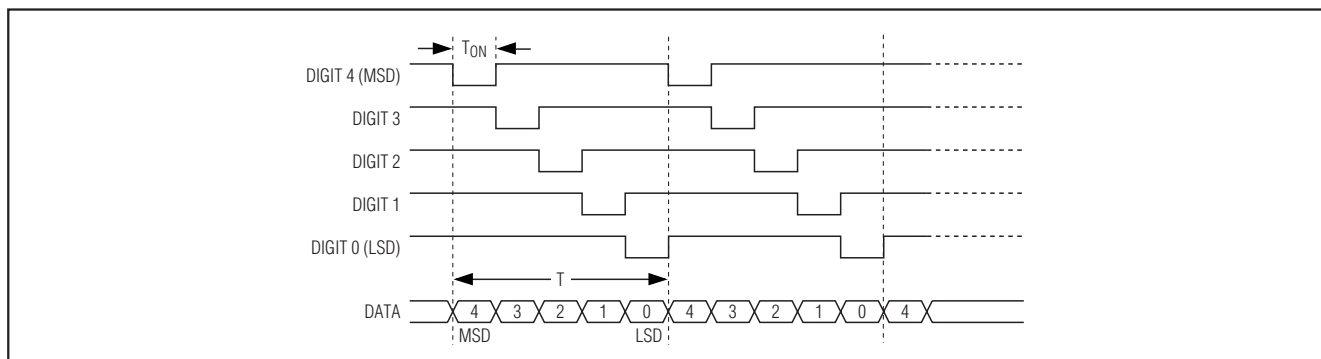 TON
DIGIT 4 (MSD)
DIGIT 3
DIGIT 2
DIGIT 1
DIGIT 0 (LSD)
T
DATA 4 3 2 1 0 4 3 2 1 0 4
MSD LSD